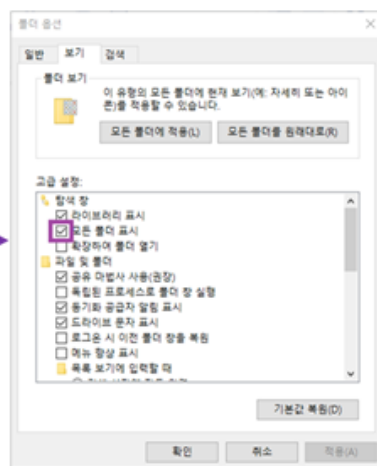 폴더 옵션
일반
보기
검색
폴더 보기
이 유형의 모든 폴더에 현재 보기(예: 자세히 또는 아이
콘)를 적용할 수 있습니다.
모든 폴더에 적용(L)
모든 폴더를 원래대로(R)
고급 설정:
탐색 창
라이브러리 표시
모든 폴더 표시
확장하여 폴더 열기
파일 및 폴더
공유 마법사 사용(권장)
독립된 프로세스로 폴더 창 실행
동기화 공급자 알림 표시
드라이브 문자 표시
로그온 시 이전 폴더 창을 복원
메뉴 항상 표시
목록 보기에 입력할 때
기본값 복원(D)
확인
취소
적용(A)